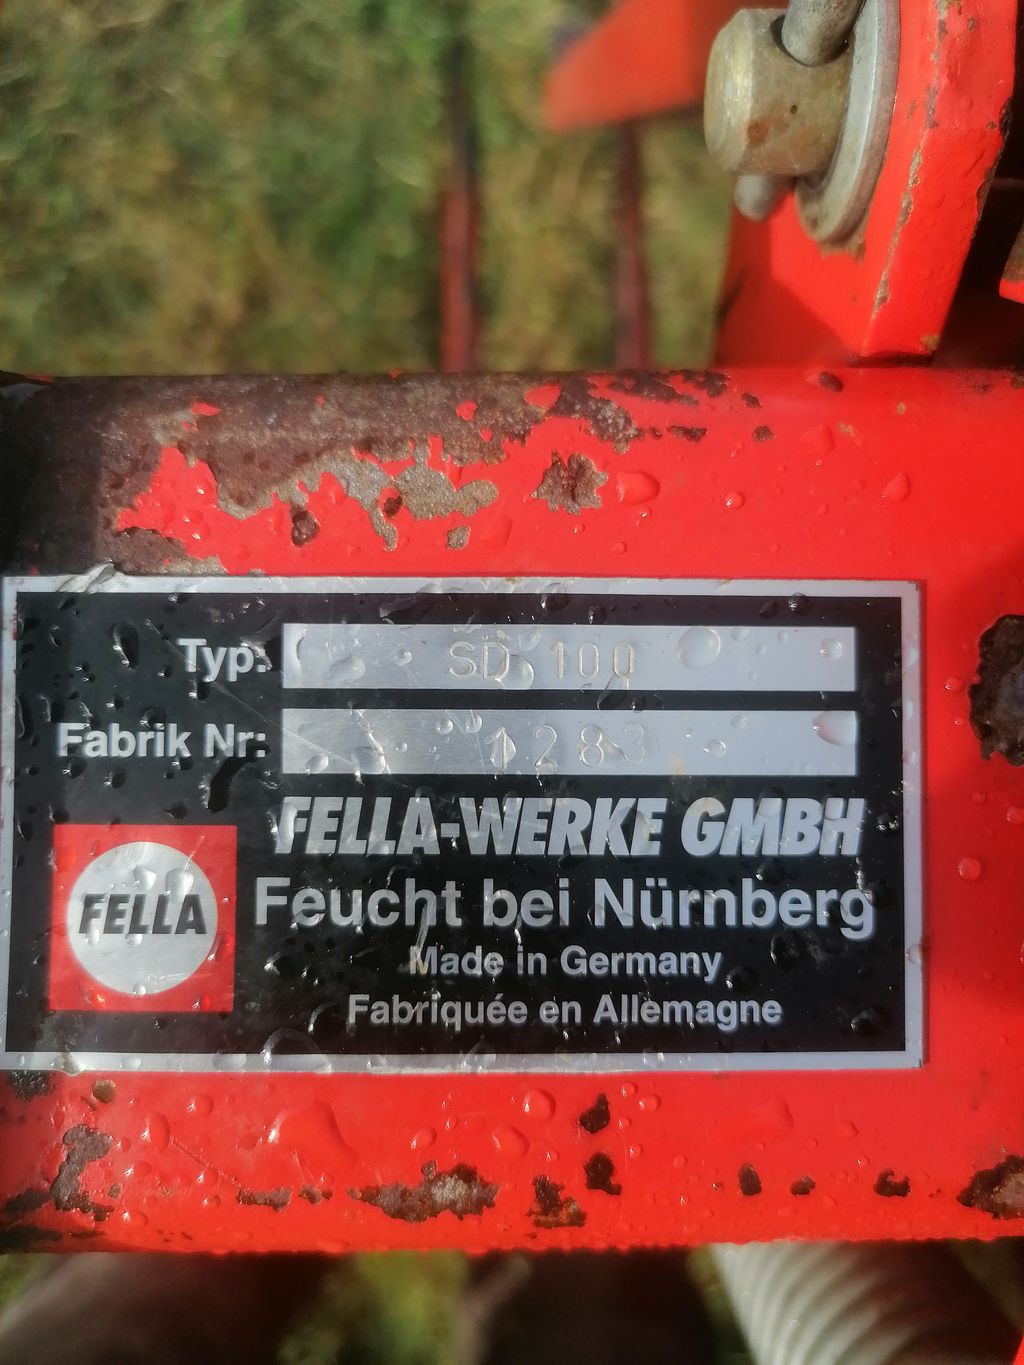 Typ: SD 100
Fabrik Nr: 1283
FELLA-WERKE GMBH
FELLA
Feucht bei Nürnberg
Made in Germany
Fabriquée en Allemagne